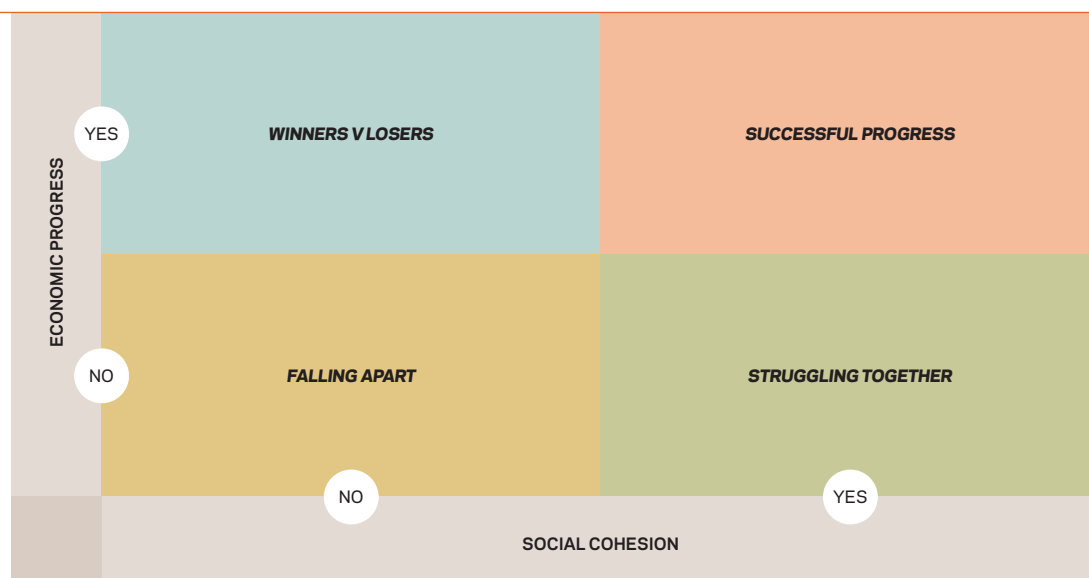 YES
WINNERS V LOSERS
SUCCESSFUL PROGRESS
ECONOMIC PROGRESS
NO
FALLING APART
STRUGGLING TOGETHER
NO
YES
SOCIAL COHESION